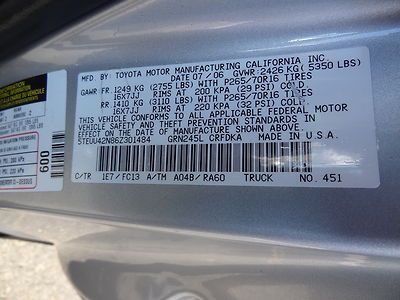 MFD. BY: TOYOTA MOTOR MANUFACTURING CALIFORNIA INC
DATE: 07 / 06 GVWR: 2426 KG ( 5350 LBS)
GAWR: FR. 1249 KG (2755 LBS) WITH P265/70R16 TIRES
16X7JJ RIMS AT 200 KPA (29 PSI) COLD.
RR. 1410 KG (3110 LBS) WITH P265/70R16 TIRES
16X7JJ RIMS AT 220 KPA (32 PSI) COLD.
THIS VEHICLE CONFORMS TO ALL APPLICABLE FEDERAL MOTOR
VEHICLE SAFETY AND THEFT PREVENTION STANDARDS IN
EFFECT ON THE DATE OF MANUFACTURE SHOWN ABOVE.
5TEUU42N86Z301484 GRN245L CRFDKA MADE IN U.S.A.
C/TR 1E7/FC13 A/TM A04B/RA60 TRUCK NO. 451
600